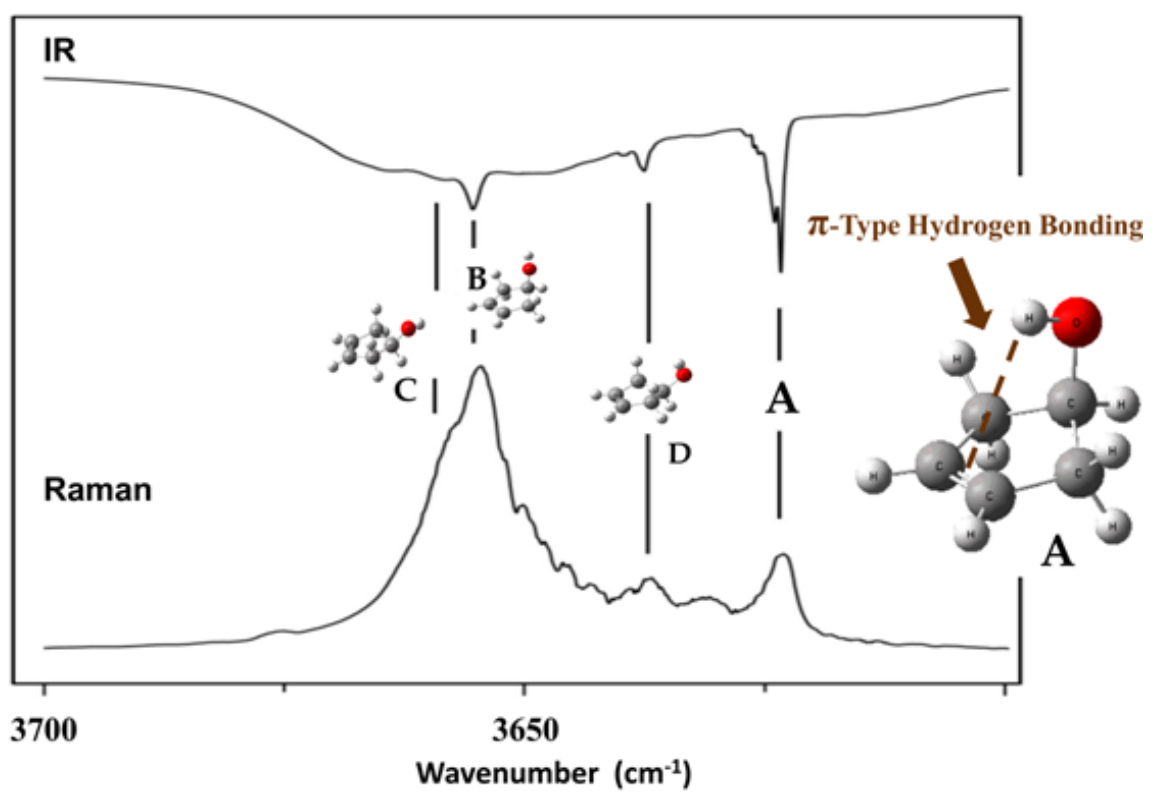 IR
π-Type Hydrogen Bonding
B
C
D
A
Raman
A
H
O
H
C
C
H
H
H
H
C
C
C
H
H
3700
3650
Wavenumber (cm-1)